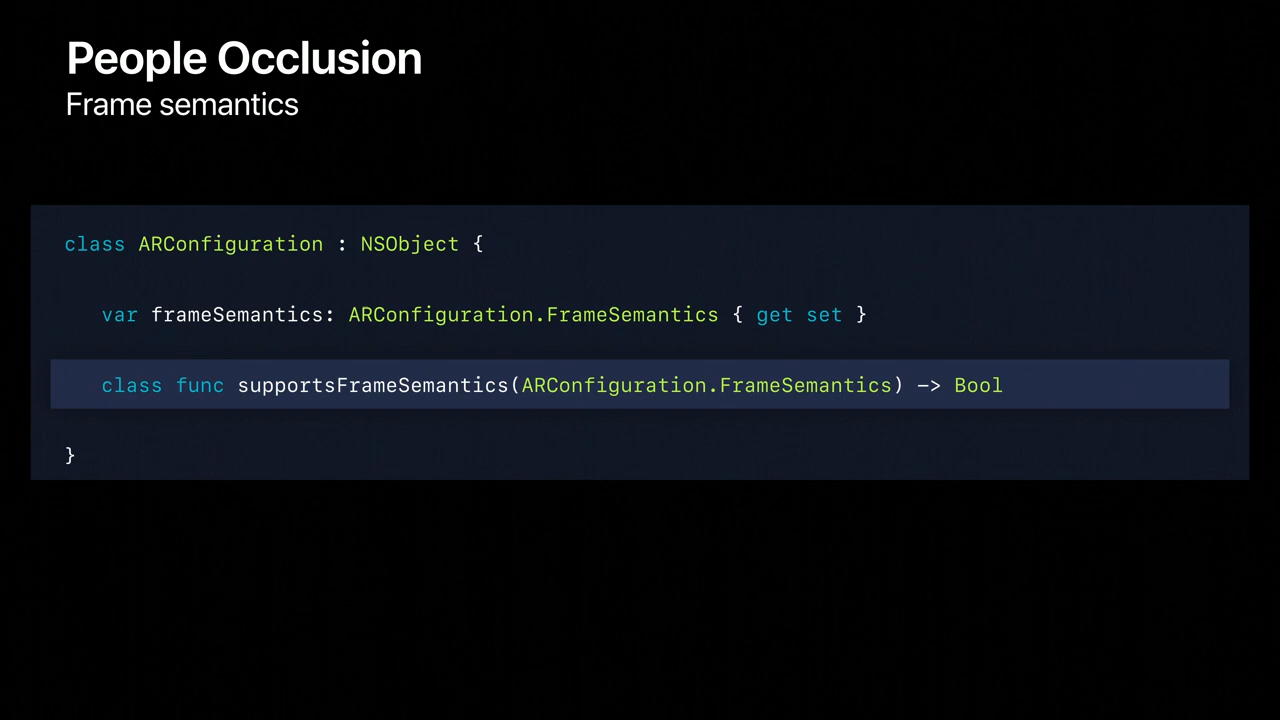 People Occlusion
Frame semantics
class ARConfiguration : NSObject {
var frameSemantics: ARConfiguration.FrameSemantics { get set }
class func supportsFrameSemantics(ARConfiguration.FrameSemantics) -> Bool
}